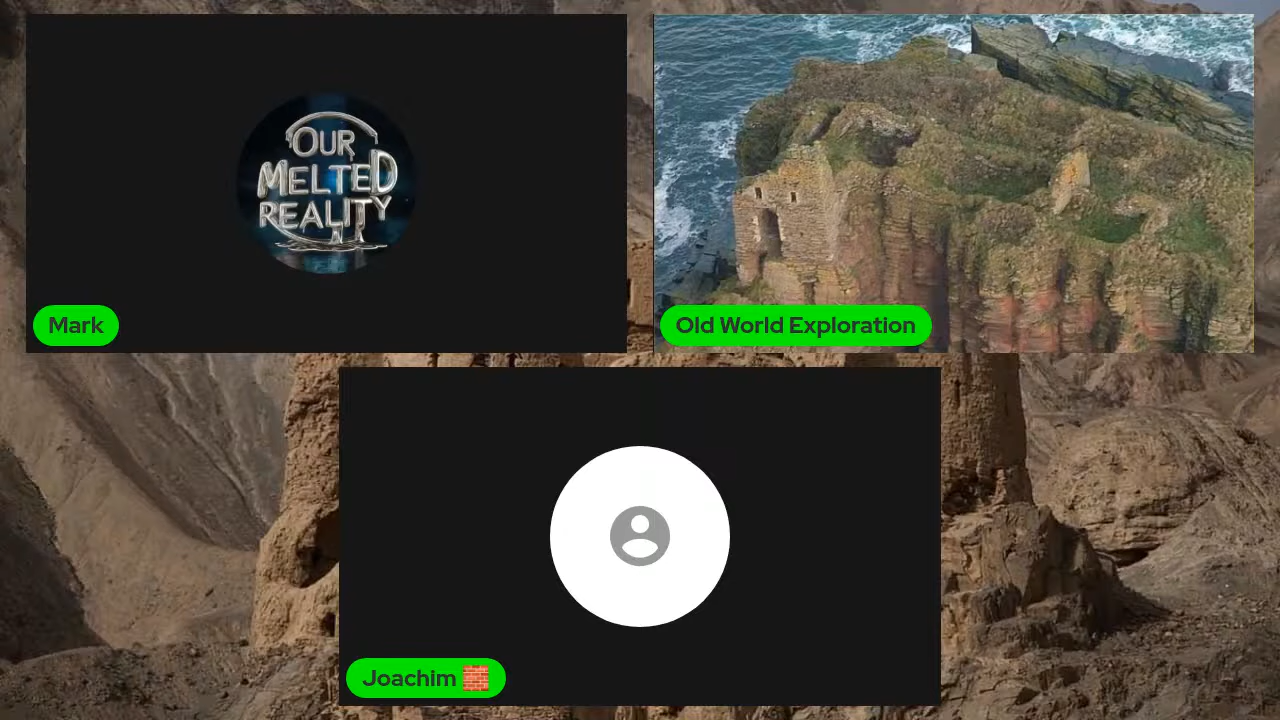 OUR
MELTED
REALITY
Mark
Old World Exploration
Joachim 🧱